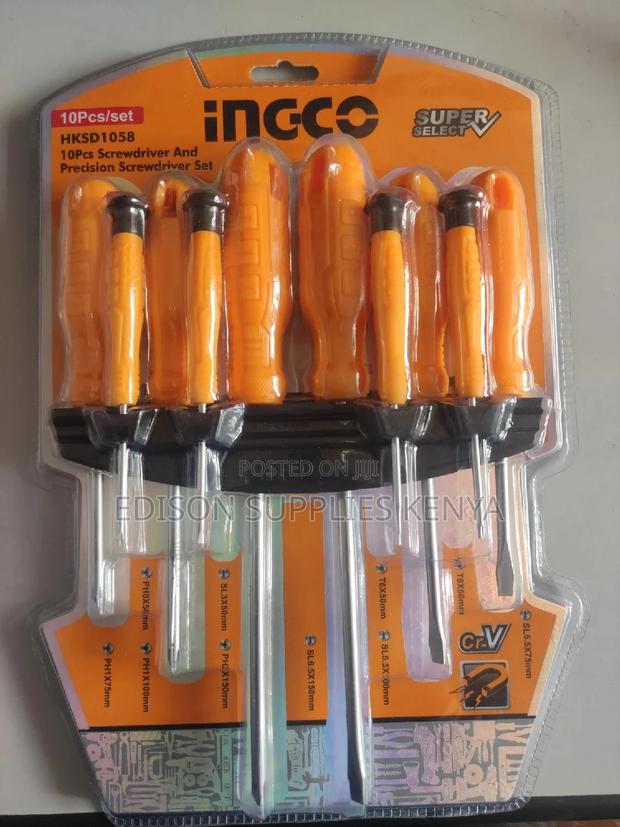 10Pcs/set
INGCO
SUPER
SELECT
HKSD1058
10Pcs Screwdriver And
Precision Screwdriver Set
POSTED ON JIJI
EDISON SUPPLIES KENYA
PH0X50mm
SL3X50mm
T6X50mm
T8X50mm
PH1X75mm
PH1X100mm
PH2X150mm
SL6.5X150mm
SL5.5X100mm
SL5.5X75mm
Cr-V